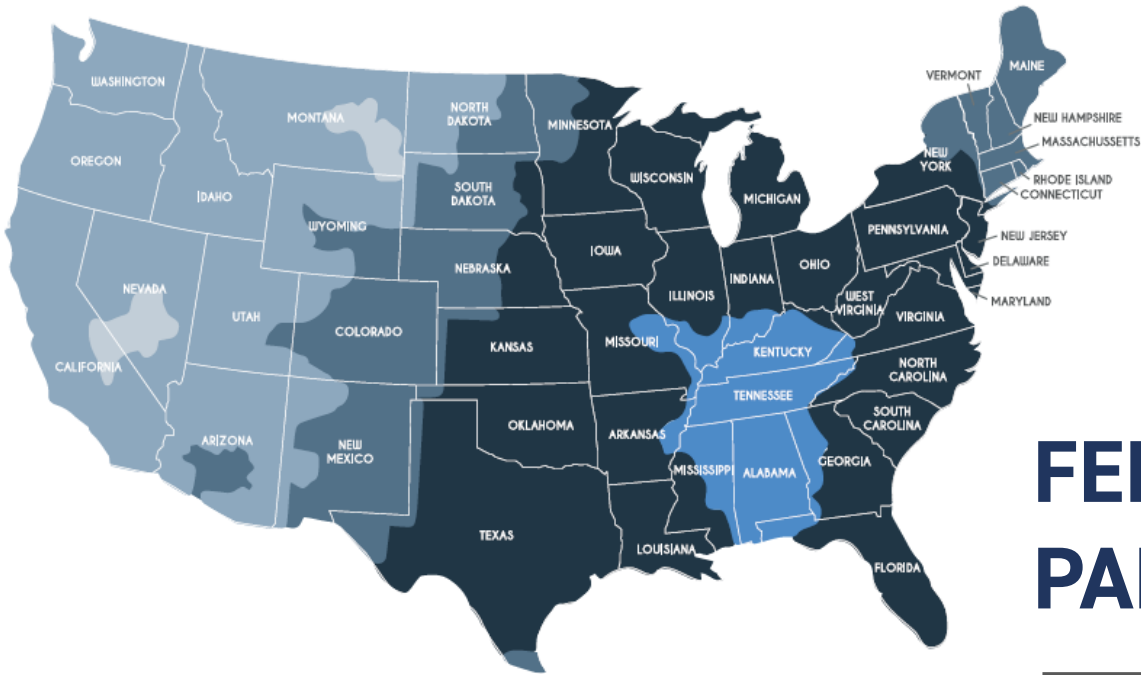 WASHINGTON
MONTANA
NORTH
DAKOTA
MINNESOTA
VERMONT
MAINE
NEW HAMPSHIRE
MASSACHUSSETTS
RHODE ISLAND
CONNECTICUT
OREGON
IDAHO
WYOMING
SOUTH
DAKOTA
WISCONSIN
MICHIGAN
NEW
YORK
PENNSYLVANIA
NEW JERSEY
DELAWARE
MARYLAND
NEVADA
UTAH
COLORADO
NEBRASKA
IOWA
ILLINOIS
INDIANA
OHIO
WEST
VIRGINIA
VIRGINIA
CALIFORNIA
KANSAS
MISSOURI
KENTUCKY
NORTH
CAROLINA
TENNESSEE
SOUTH
CAROLINA
ARIZONA
NEW
MEXICO
OKLAHOMA
ARKANSAS
MISSISSIPPI
ALABAMA
GEORGIA
TEXAS
LOUISIANA
FLORIDA